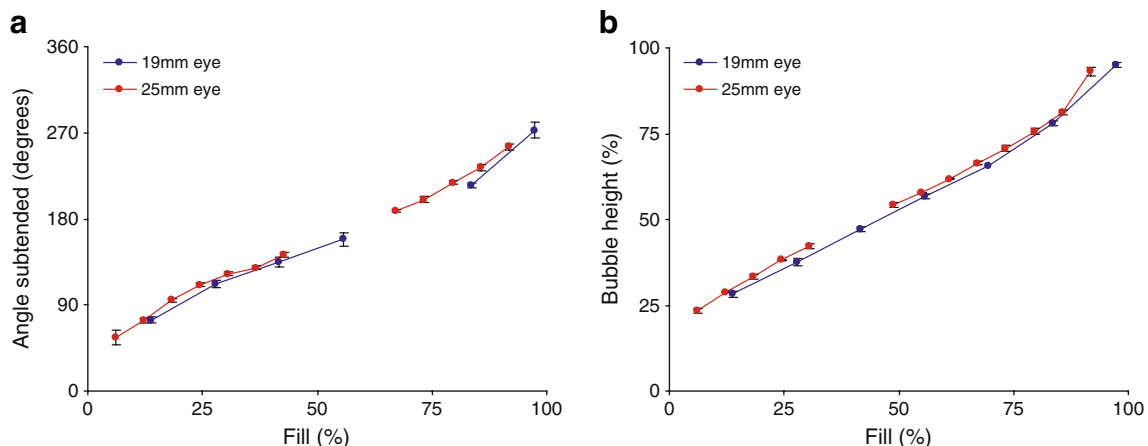 a
360
270
180
90
0
Angle subtended (degrees)
19mm eye
25mm eye
0 25 50 75 100
Fill (%)
b
100
75
50
25
0
Bubble height (%)
19mm eye
25mm eye
0 25 50 75 100
Fill (%)